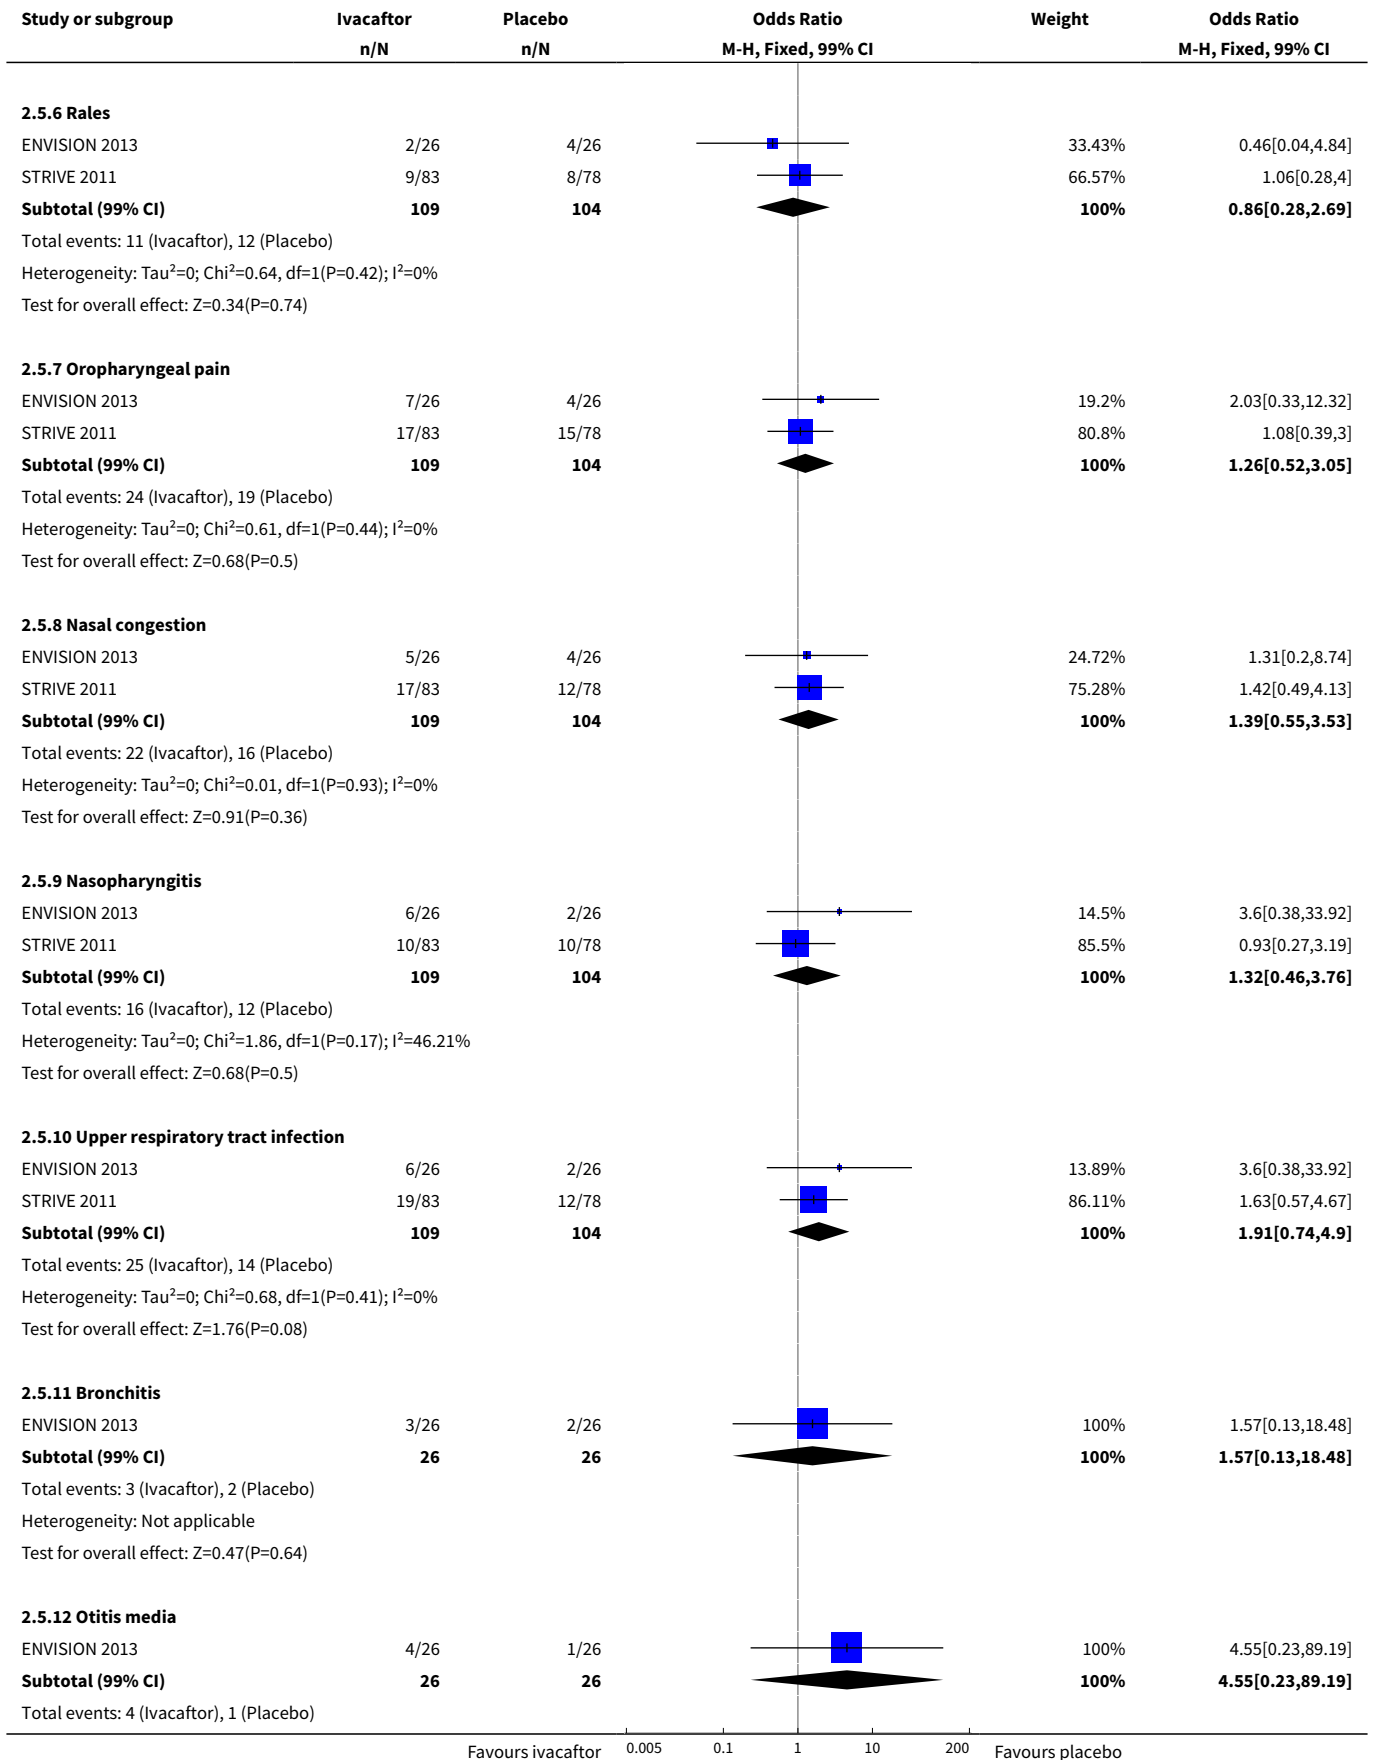 Study or subgroup Ivacaftor Placebo Odds Ratio Weight Odds Ratio
n/N n/N M-H, Fixed, 99% CI M-H, Fixed, 99% CI
2.5.6 Rales
ENVISION 2013 2/26 4/26 33.43% 0.46[0.04,4.84]
STRIVE 2011 9/83 8/78 66.57% 1.06[0.28,4]
Subtotal (99% CI) 109 104 100% 0.86[0.28,2.69]
Total events: 11 (Ivacaftor), 12 (Placebo)
Heterogeneity: Tau²=0; Chi²=0.64, df=1(P=0.42); I²=0%
Test for overall effect: Z=0.34(P=0.74)
2.5.7 Oropharyngeal pain
ENVISION 2013 7/26 4/26 19.2% 2.03[0.33,12.32]
STRIVE 2011 17/83 15/78 80.8% 1.08[0.39,3]
Subtotal (99% CI) 109 104 100% 1.26[0.52,3.05]
Total events: 24 (Ivacaftor), 19 (Placebo)
Heterogeneity: Tau²=0; Chi²=0.61, df=1(P=0.44); I²=0%
Test for overall effect: Z=0.68(P=0.5)
2.5.8 Nasal congestion
ENVISION 2013 5/26 4/26 24.72% 1.31[0.2,8.74]
STRIVE 2011 17/83 12/78 75.28% 1.42[0.49,4.13]
Subtotal (99% CI) 109 104 100% 1.39[0.55,3.53]
Total events: 22 (Ivacaftor), 16 (Placebo)
Heterogeneity: Tau²=0; Chi²=0.01, df=1(P=0.93); I²=0%
Test for overall effect: Z=0.91(P=0.36)
2.5.9 Nasopharyngitis
ENVISION 2013 6/26 2/26 14.5% 3.6[0.38,33.92]
STRIVE 2011 10/83 10/78 85.5% 0.93[0.27,3.19]
Subtotal (99% CI) 109 104 100% 1.32[0.46,3.76]
Total events: 16 (Ivacaftor), 12 (Placebo)
Heterogeneity: Tau²=0; Chi²=1.86, df=1(P=0.17); I²=46.21%
Test for overall effect: Z=0.68(P=0.5)
2.5.10 Upper respiratory tract infection
ENVISION 2013 6/26 2/26 13.89% 3.6[0.38,33.92]
STRIVE 2011 19/83 12/78 86.11% 1.63[0.57,4.67]
Subtotal (99% CI) 109 104 100% 1.91[0.74,4.9]
Total events: 25 (Ivacaftor), 14 (Placebo)
Heterogeneity: Tau²=0; Chi²=0.68, df=1(P=0.41); I²=0%
Test for overall effect: Z=1.76(P=0.08)
2.5.11 Bronchitis
ENVISION 2013 3/26 2/26 100% 1.57[0.13,18.48]
Subtotal (99% CI) 26 26 100% 1.57[0.13,18.48]
Total events: 3 (Ivacaftor), 2 (Placebo)
Heterogeneity: Not applicable
Test for overall effect: Z=0.47(P=0.64)
2.5.12 Otitis media
ENVISION 2013 4/26 1/26 100% 4.55[0.23,89.19]
Subtotal (99% CI) 26 26 100% 4.55[0.23,89.19]
Total events: 4 (Ivacaftor), 1 (Placebo)
Favours ivacaftor 0.005 0.1 1 10 200 Favours placebo